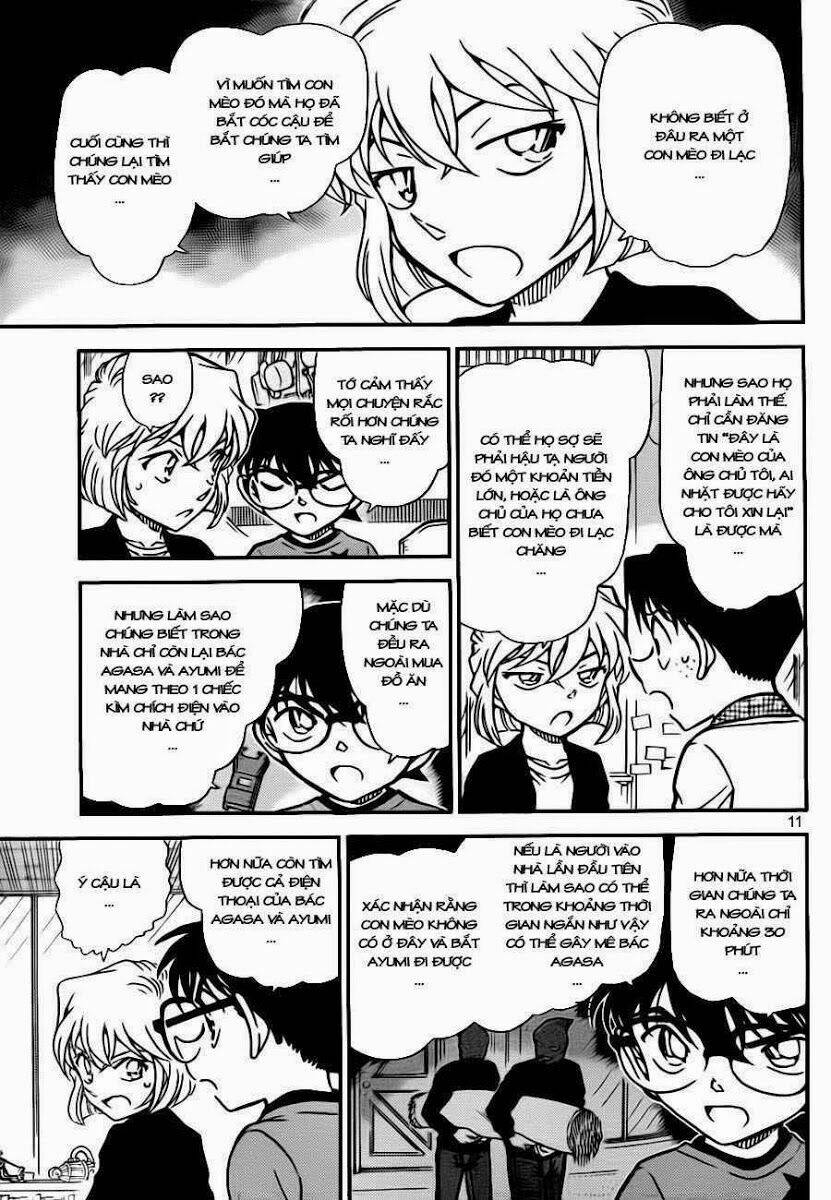 KHÔNG BIẾT Ở
ĐÂU RA MỘT
CON MÈO ĐI LẠC
...
VÌ MUỐN TÌM CON
MÈO ĐÓ MÀ HỌ ĐÃ
BẮT CÓC CẬU ĐỂ
BẮT CHÚNG TA TÌM
GIÚP
...
CUỐI CÙNG THÌ
CHÚNG LẠI TÌM
THẤY CON MÈO
...
NHƯNG SAO HỌ
PHẢI LÀM THẾ.
CHỈ CẦN ĐĂNG
TIN "ĐÂY LÀ
CON MÈO CỦA
ÔNG CHỦ TÔI, AI
NHẶT ĐƯỢC HÃY
CHO TÔI XIN LẠI"
LÀ ĐƯỢC MÀ
...
CÓ THỂ HỌ SỢ SẼ
PHẢI HẬU TẠ NGƯỜI
ĐÓ MỘT KHOẢN TIỀN
LỚN, HOẶC LÀ ÔNG
CHỦ CỦA HỌ CHƯA
BIẾT CON MÈO ĐI LẠC
CHĂNG
...
TỚ CẢM THẤY
MỌI CHUYỆN RẮC
RỐI HƠN CHÚNG
TA NGHĨ ĐẤY
...
SAO
??
MẶC DÙ
CHÚNG TA
ĐỀU RA
NGOÀI MUA
ĐỒ ĂN
...
NHƯNG LÀM SAO
CHÚNG BIẾT TRONG
NHÀ CHỈ CÒN LẠI BÁC
AGASA VÀ AYUMI ĐỂ
MANG THEO 1 CHIẾC
KÌM CHÍCH ĐIỆN VÀO
NHÀ CHỨ
...
11
HƠN NỮA THỜI
GIAN CHÚNG TA
RA NGOÀI CHỈ
KHOẢNG 30
PHÚT
...
NẾU LÀ NGƯỜI VÀO
NHÀ LẦN ĐẦU TIÊN
THÌ LÀM SAO CÓ THỂ
TRONG KHOẢNG THỜI
GIAN NGẮN NHƯ VẬY
CÓ THỂ GÂY MÊ BÁC
AGASA
...
XÁC NHẬN RẰNG
CON MÈO KHÔNG
CÓ Ở ĐÂY VÀ BẮT
AYUMI ĐI ĐƯỢC
...
HƠN NỮA CÒN TÌM
ĐƯỢC CẢ ĐIỆN
THOẠI CỦA BÁC
AGASA VÀ AYUMI
...
Ý CẬU LÀ
...